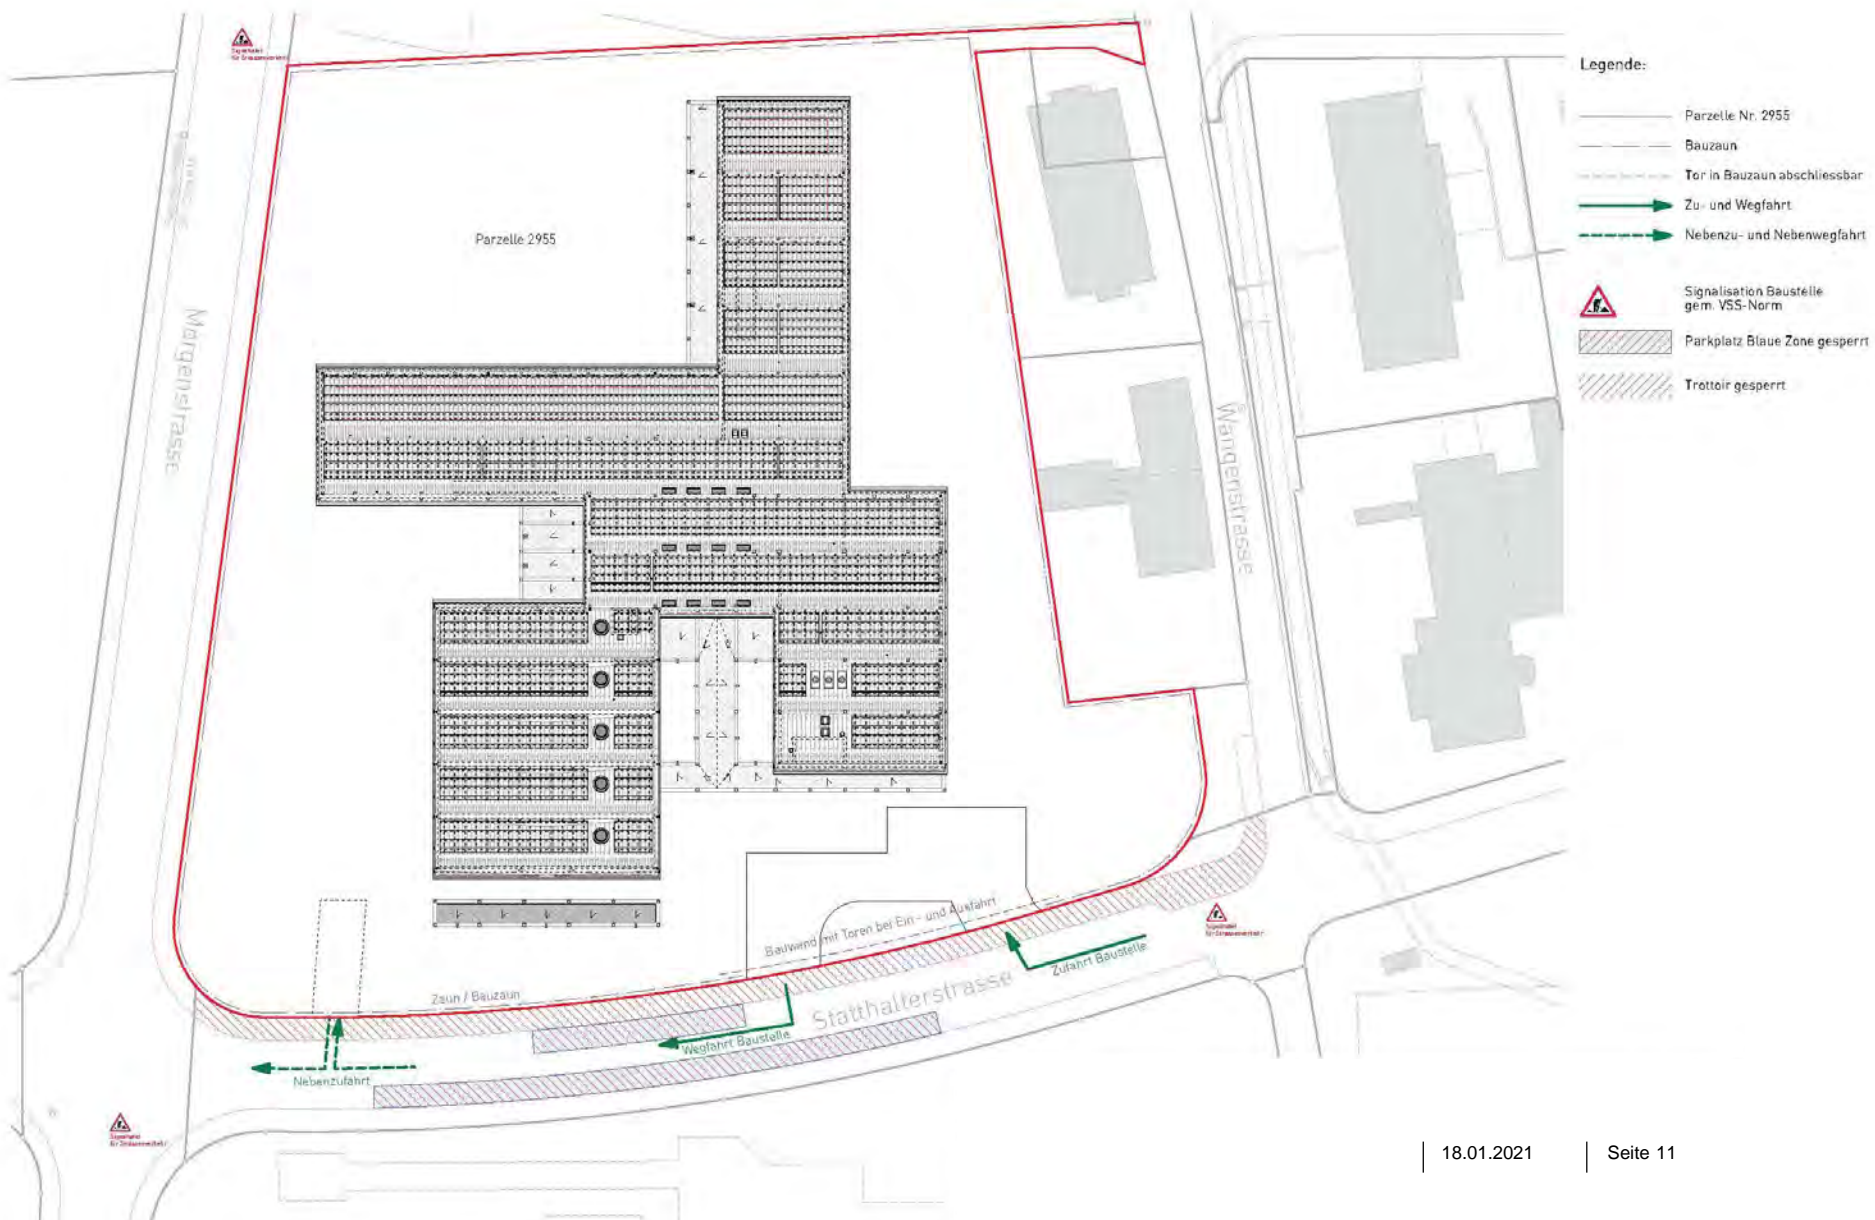 Legende:
Parzelle Nr. 2955
Bauzaun
Tor in Bauzaun abschliessbar
Zu- und Wegfahrt
Nebenzu- und Nebenwegfahrt
Signalisation Baustelle
gem. VSS-Norm
Parkplatz Blaue Zone gesperrt
Trottoir gesperrt
Parzelle 2955
Morgenstrasse
Wangenstrasse
Bauwand mit Toren bei Ein- und Ausfahrt
Zufahrt Baustelle
Zaun / Bauzaun
Statthalterstrasse
Wegfahrt Baustelle
Nebenzufahrt
18.01.2021
Seite 11